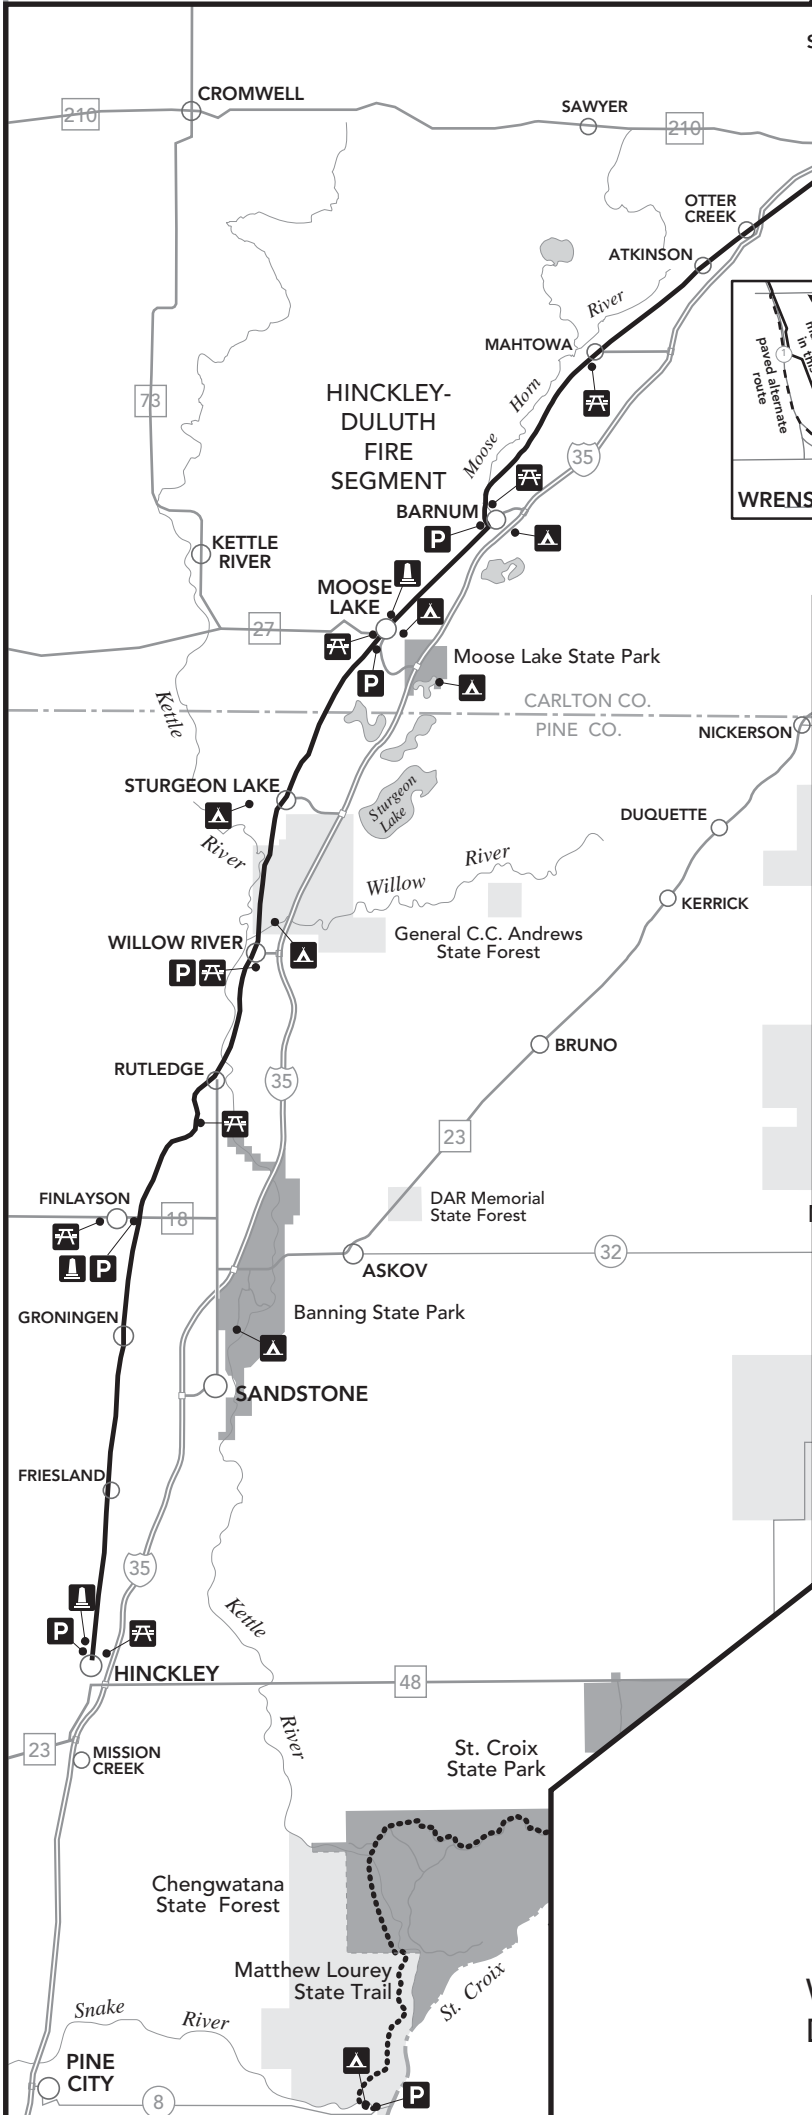 CROMWELL
210
SAWYER
210
OTTER
CREEK
ATKINSON
River
MAHTOWA
paved alternate
route
in this
1
73
HINCKLEY-
DULUTH
FIRE
SEGMENT
Horn
Moose
35
WRENS
BARNUM
P
KETTLE
RIVER
MOOSE
LAKE
27
P
Moose Lake State Park
Kettle
CARLTON CO.
PINE CO.
NICKERSON
STURGEON LAKE
Sturgeon
Lake
DUQUETTE
River
River
Willow
KERRICK
General C.C. Andrews
State Forest
WILLOW RIVER
P
BRUNO
RUTLEDGE
35
23
FINLAYSON
18
DAR Memorial
State Forest
P
ASKOV
32
GRONINGEN
Banning State Park
SANDSTONE
FRIESLAND
35
Kettle
P
HINCKLEY
48
River
23
MISSION
CREEK
St. Croix
State Park
Chengwatana
State Forest
Matthew Lourey
State Trail
St. Croix
Snake
River
PINE
CITY
8
P